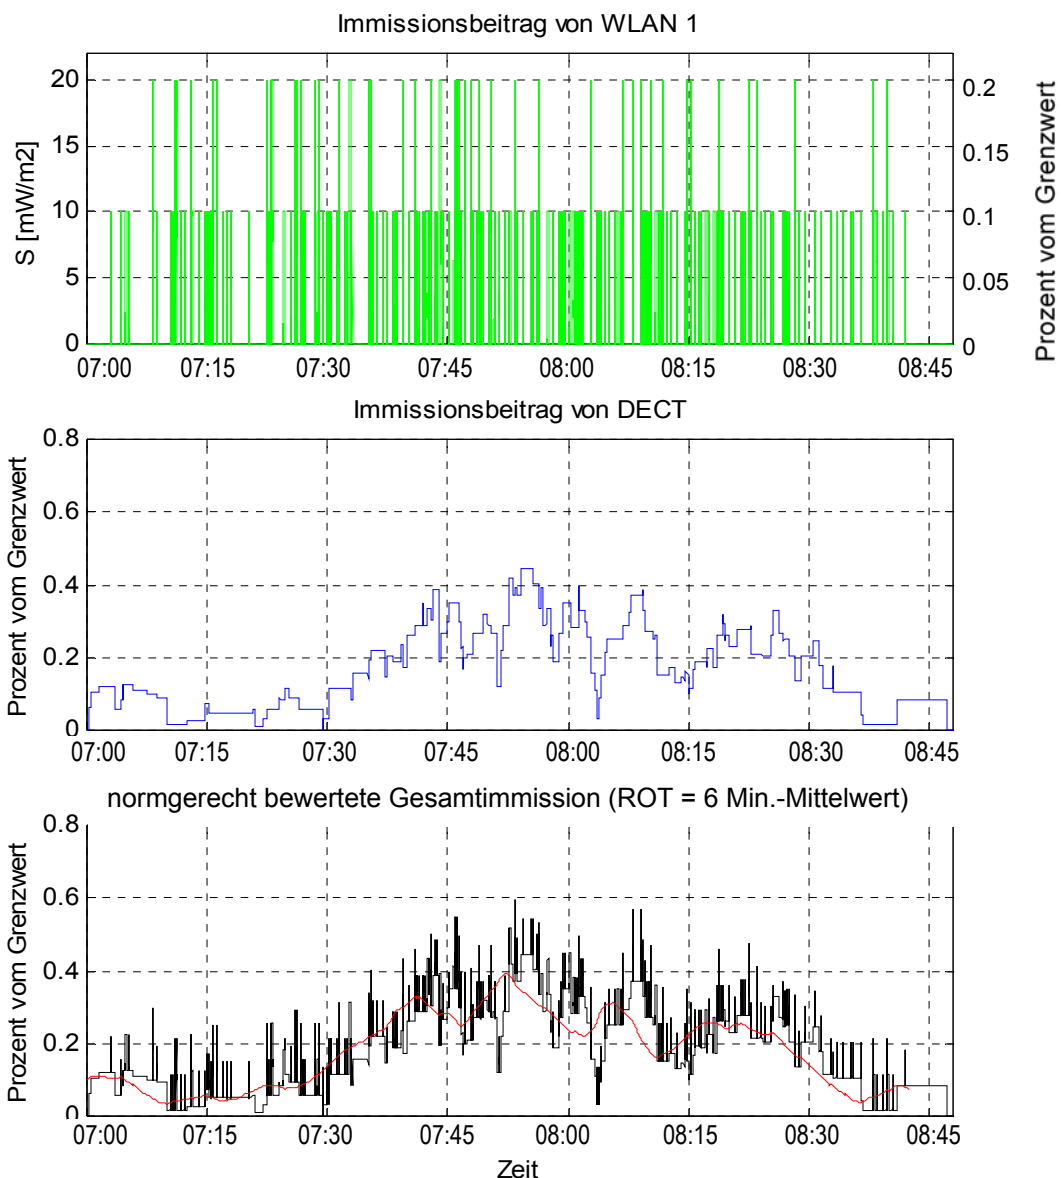 Immissionsbeitrag von WLAN 1
S [mW/m2]
20
15
10
5
0
0.2
0.15
0.1
0.05
0
Prozent vom Grenzwert
07:00 07:15 07:30 07:45 08:00 08:15 08:30 08:45
Immissionsbeitrag von DECT
Prozent vom Grenzwert
0.8
0.6
0.4
0.2
0
07:00 07:15 07:30 07:45 08:00 08:15 08:30 08:45
normgerecht bewertete Gesamtimmission (ROT = 6 Min.-Mittelwert)
Prozent vom Grenzwert
0.8
0.6
0.4
0.2
0
07:00 07:15 07:30 07:45 08:00 08:15 08:30 08:45
Zeit